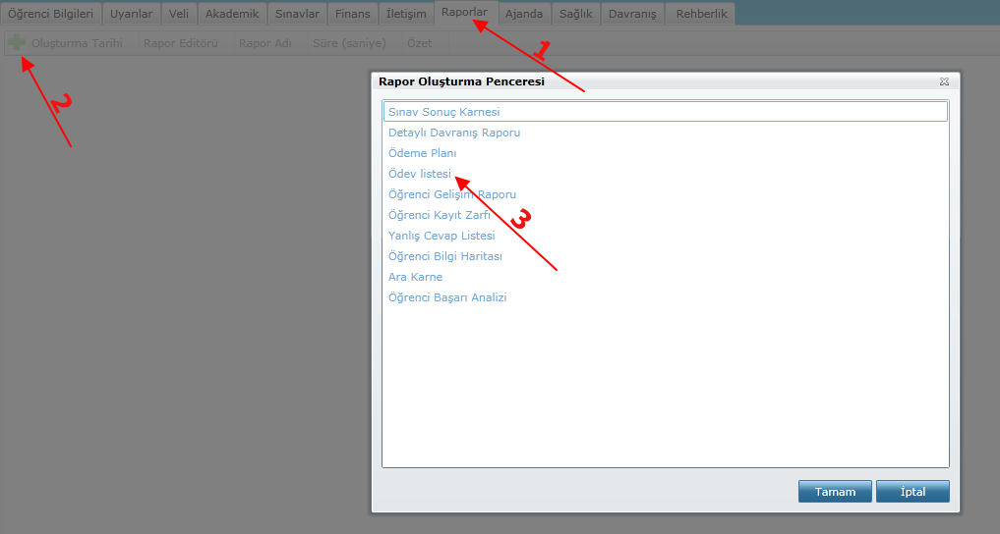 Öğrenci Bilgileri Uyarılar Veli Akademik Sınavlar Finans İletişim Raporlar Ajanda Sağlık Davranış Rehberlik
Oluşturma Tarihi Rapor Editörü Rapor Adı Süre (saniye) Özet
1
2
Rapor Oluşturma Penceresi
Sınav Sonuç Karnesi
Detaylı Davranış Raporu
Ödeme Planı
Ödev listesi
Öğrenci Gelişim Raporu
Öğrenci Kayıt Zarfı
3
Yanlış Cevap Listesi
Öğrenci Bilgi Haritası
Ara Karne
Öğrenci Başarı Analizi
Tamam İptal